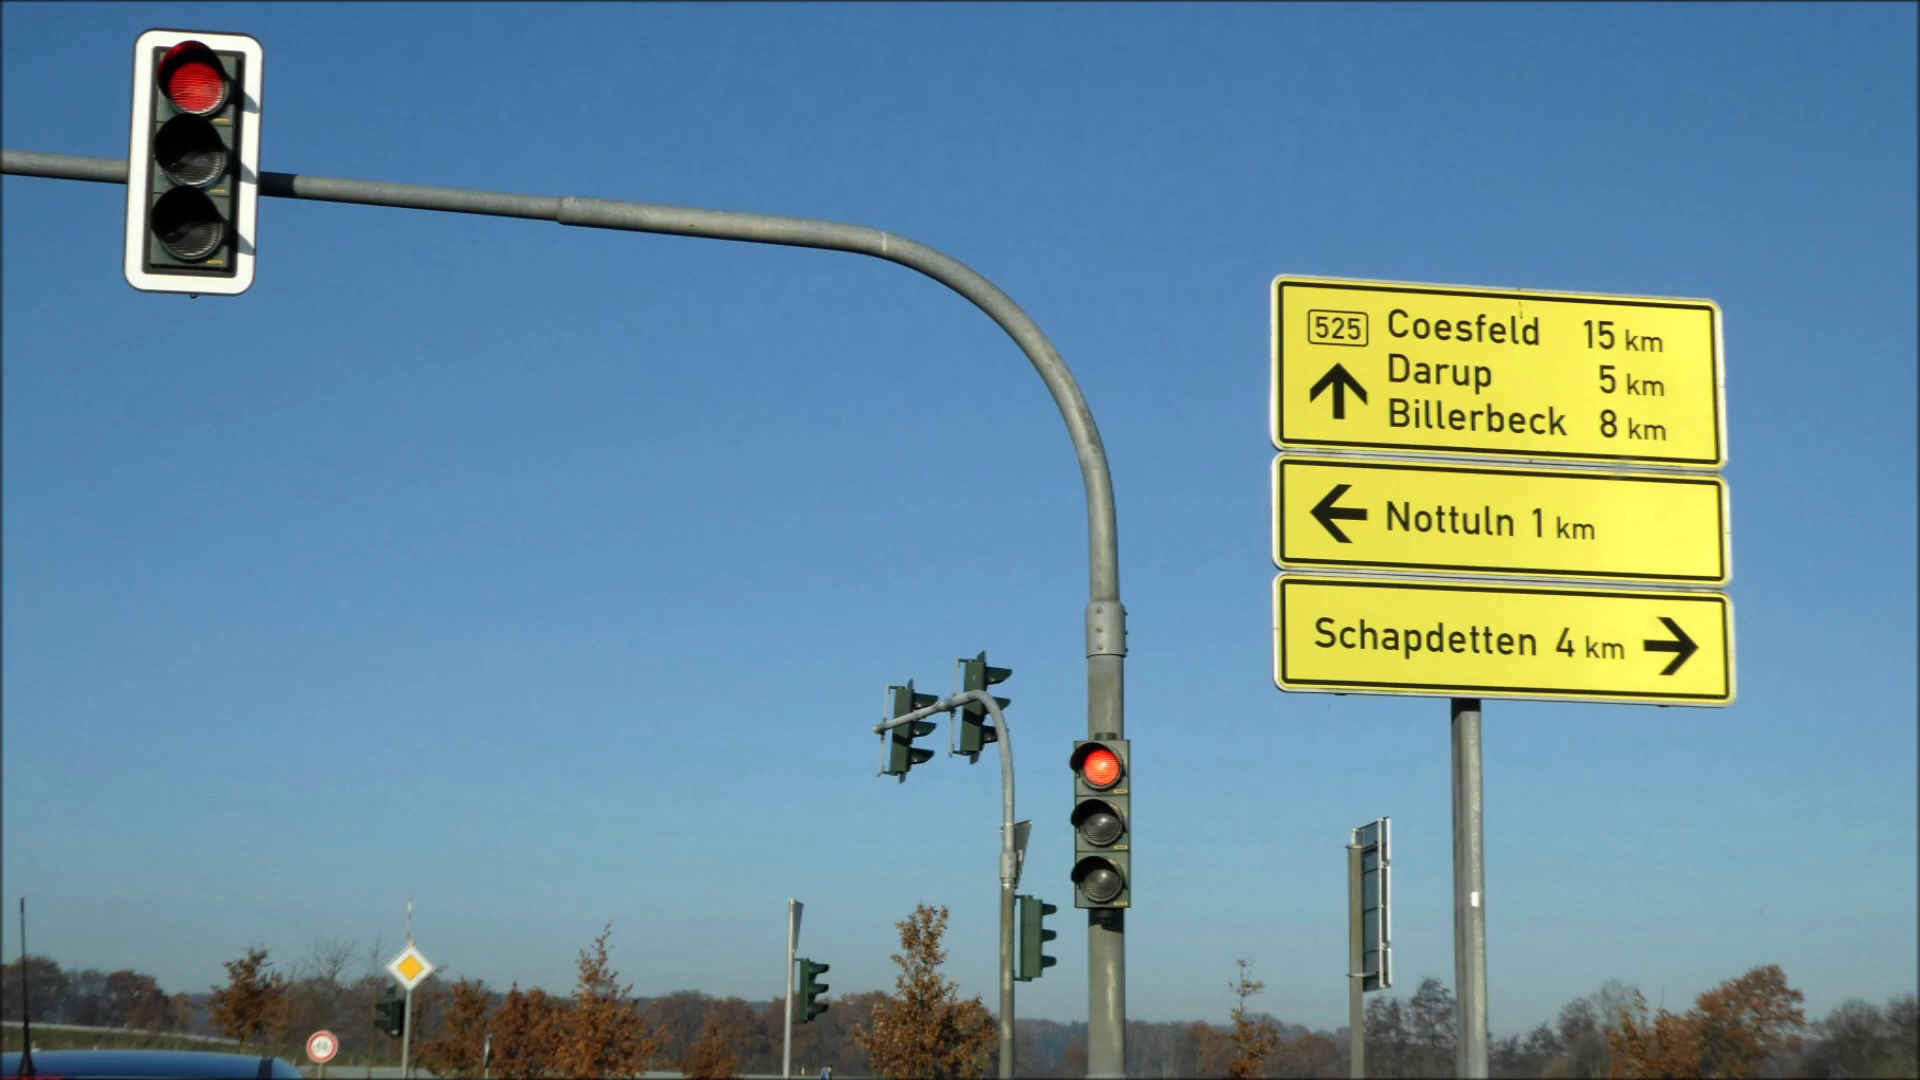 525 Coesfeld 15 km
Darup 5 km
Billerbeck 8 km
Nottuln 1 km
Schapdetten 4 km